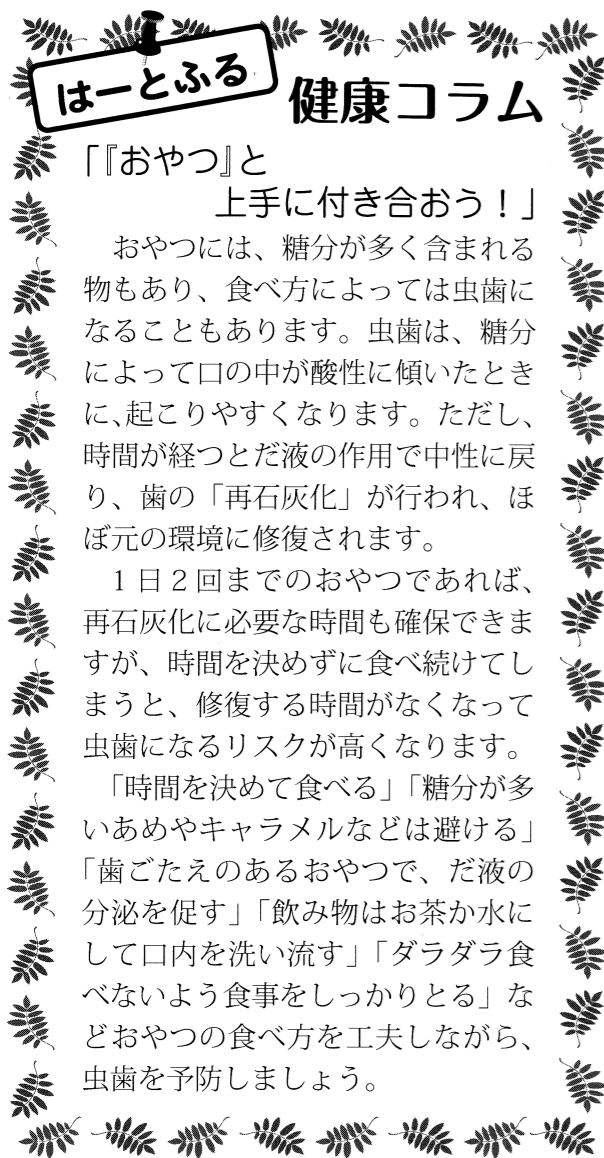 はーとふる
健康コラム
「『おやつ』と
上手に付き合おう！」
おやつには、糖分が多く含まれる
物もあり、食べ方によっては虫歯に
なることもあります。虫歯は、糖分
によって口の中が酸性に傾いたとき
に、起こりやすくなります。ただし、
時間が経つとだ液の作用で中性に戻
り、歯の「再石灰化」が行われ、ほ
ぼ元の環境に修復されます。
１日２回までのおやつであれば、
再石灰化に必要な時間も確保できま
すが、時間を決めずに食べ続けてし
まうと、修復する時間がなくなって
虫歯になるリスクが高くなります。
「時間を決めて食べる」「糖分が多
いあめやキャラメルなどは避ける」
「歯ごたえのあるおやつで、だ液の
分泌を促す」「飲み物はお茶か水に
して口内を洗い流す」「ダラダラ食
べないよう食事をしっかりとる」な
どおやつの食べ方を工夫しながら、
虫歯を予防しましょう。